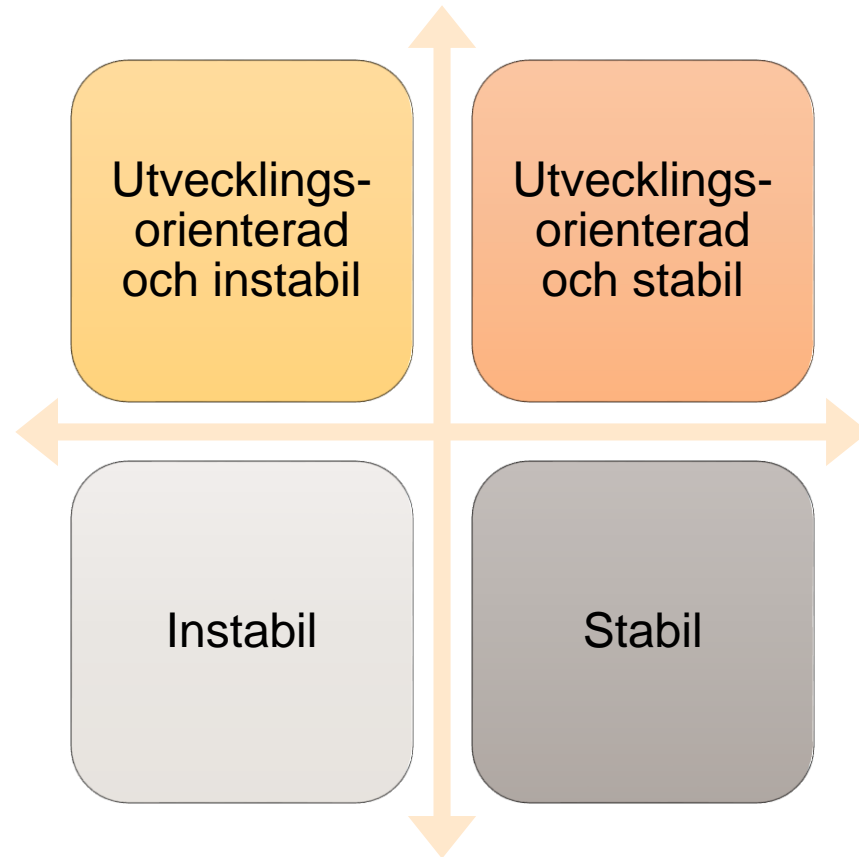 Utvecklings-
orienterad
och instabil
Utvecklings-
orienterad
och stabil
Instabil
Stabil